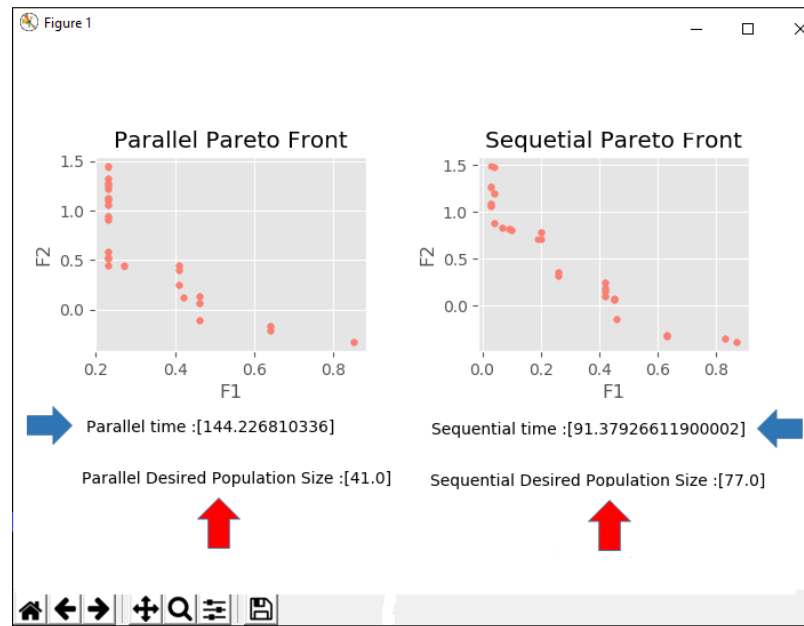 Figure 1
Parallel Pareto Front
1.5
1.0
0.5
0.0
F2
0.2 0.4 0.6 0.8
F1
Sequetial Pareto Front
1.5
1.0
0.5
0.0
F2
0.0 0.2 0.4 0.6 0.8
F1
Parallel time :[144.226810336]
Sequential time :[91.37926611900002]
Parallel Desired Population Size :[41.0]
Sequential Desired Population Size :[77.0]